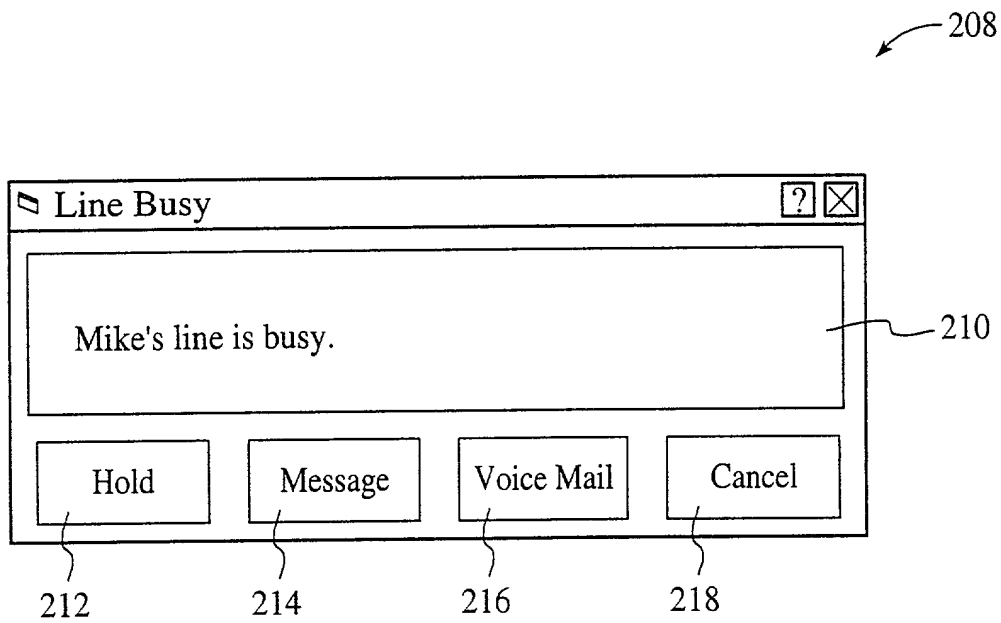 208
Line Busy ?
Mike's line is busy.
210
Hold Message Voice Mail Cancel
212 214 216 218